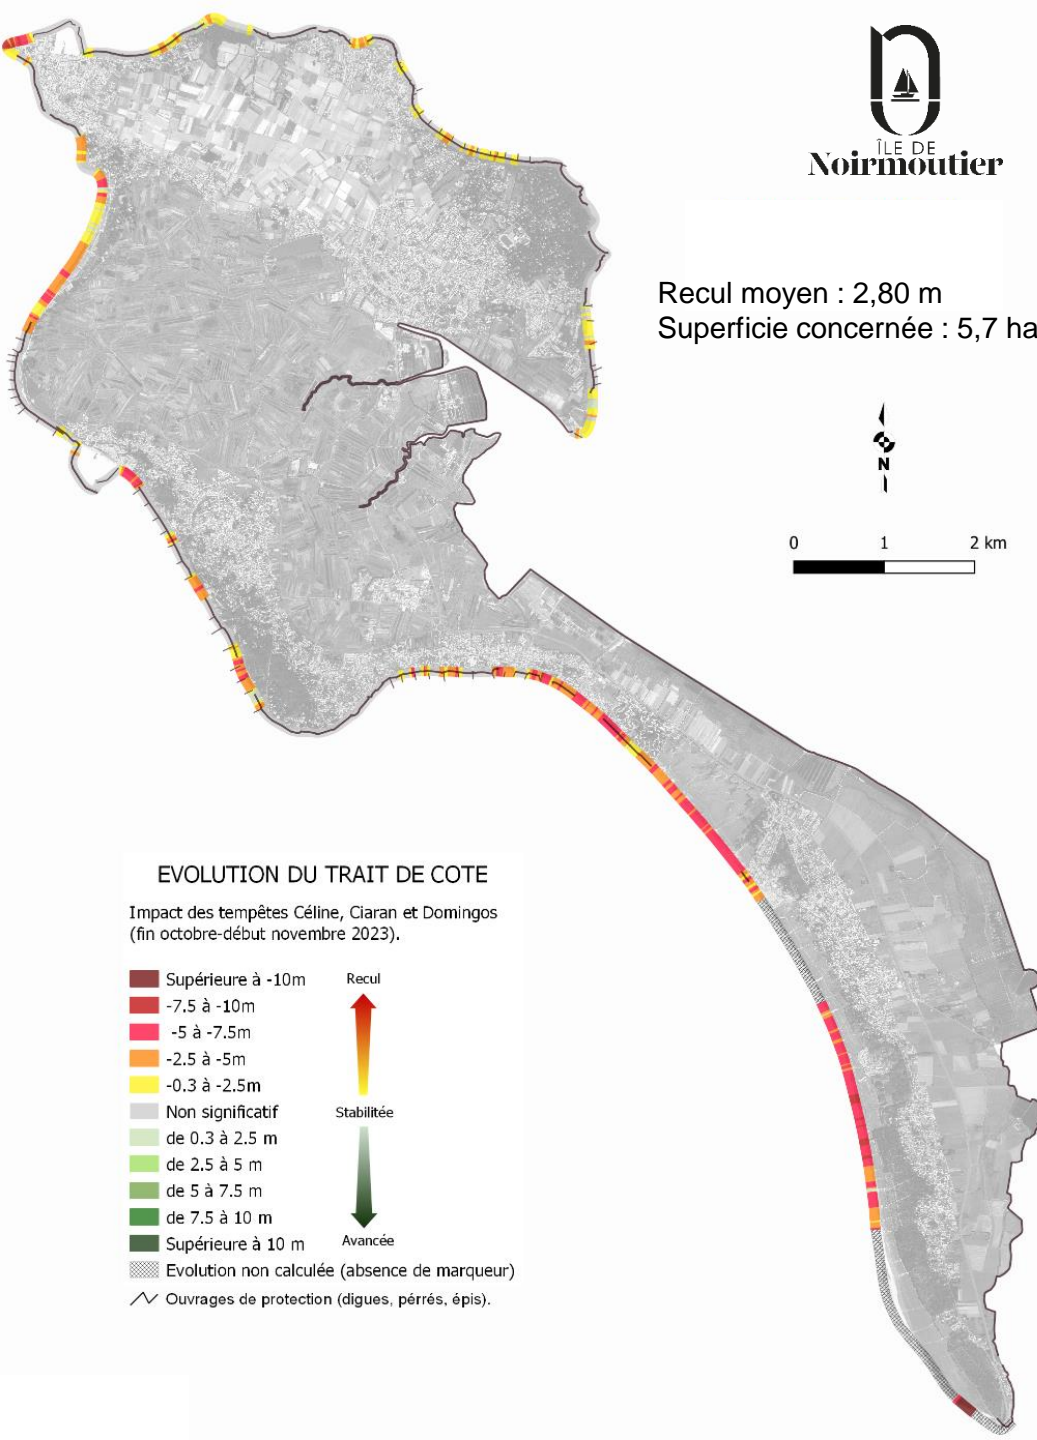 ÎLE DE
Noirmoutier
Recul moyen : 2,80 m
Superficie concernée : 5,7 ha
N
0 1 2 km
EVOLUTION DU TRAIT DE COTE
Impact des tempêtes Céline, Ciaran et Domingos
(fin octobre-début novembre 2023).
Supérieure à -10m
Recul
-7.5 à -10m
-5 à -7.5m
-2.5 à -5m
-0.3 à -2.5m
Non significatif
Stabilitée
de 0.3 à 2.5 m
de 2.5 à 5 m
de 5 à 7.5 m
de 7.5 à 10 m
Supérieure à 10 m
Avancée
Evolution non calculée (absence de marqueur)
Ouvrages de protection (digues, pérrés, épis).